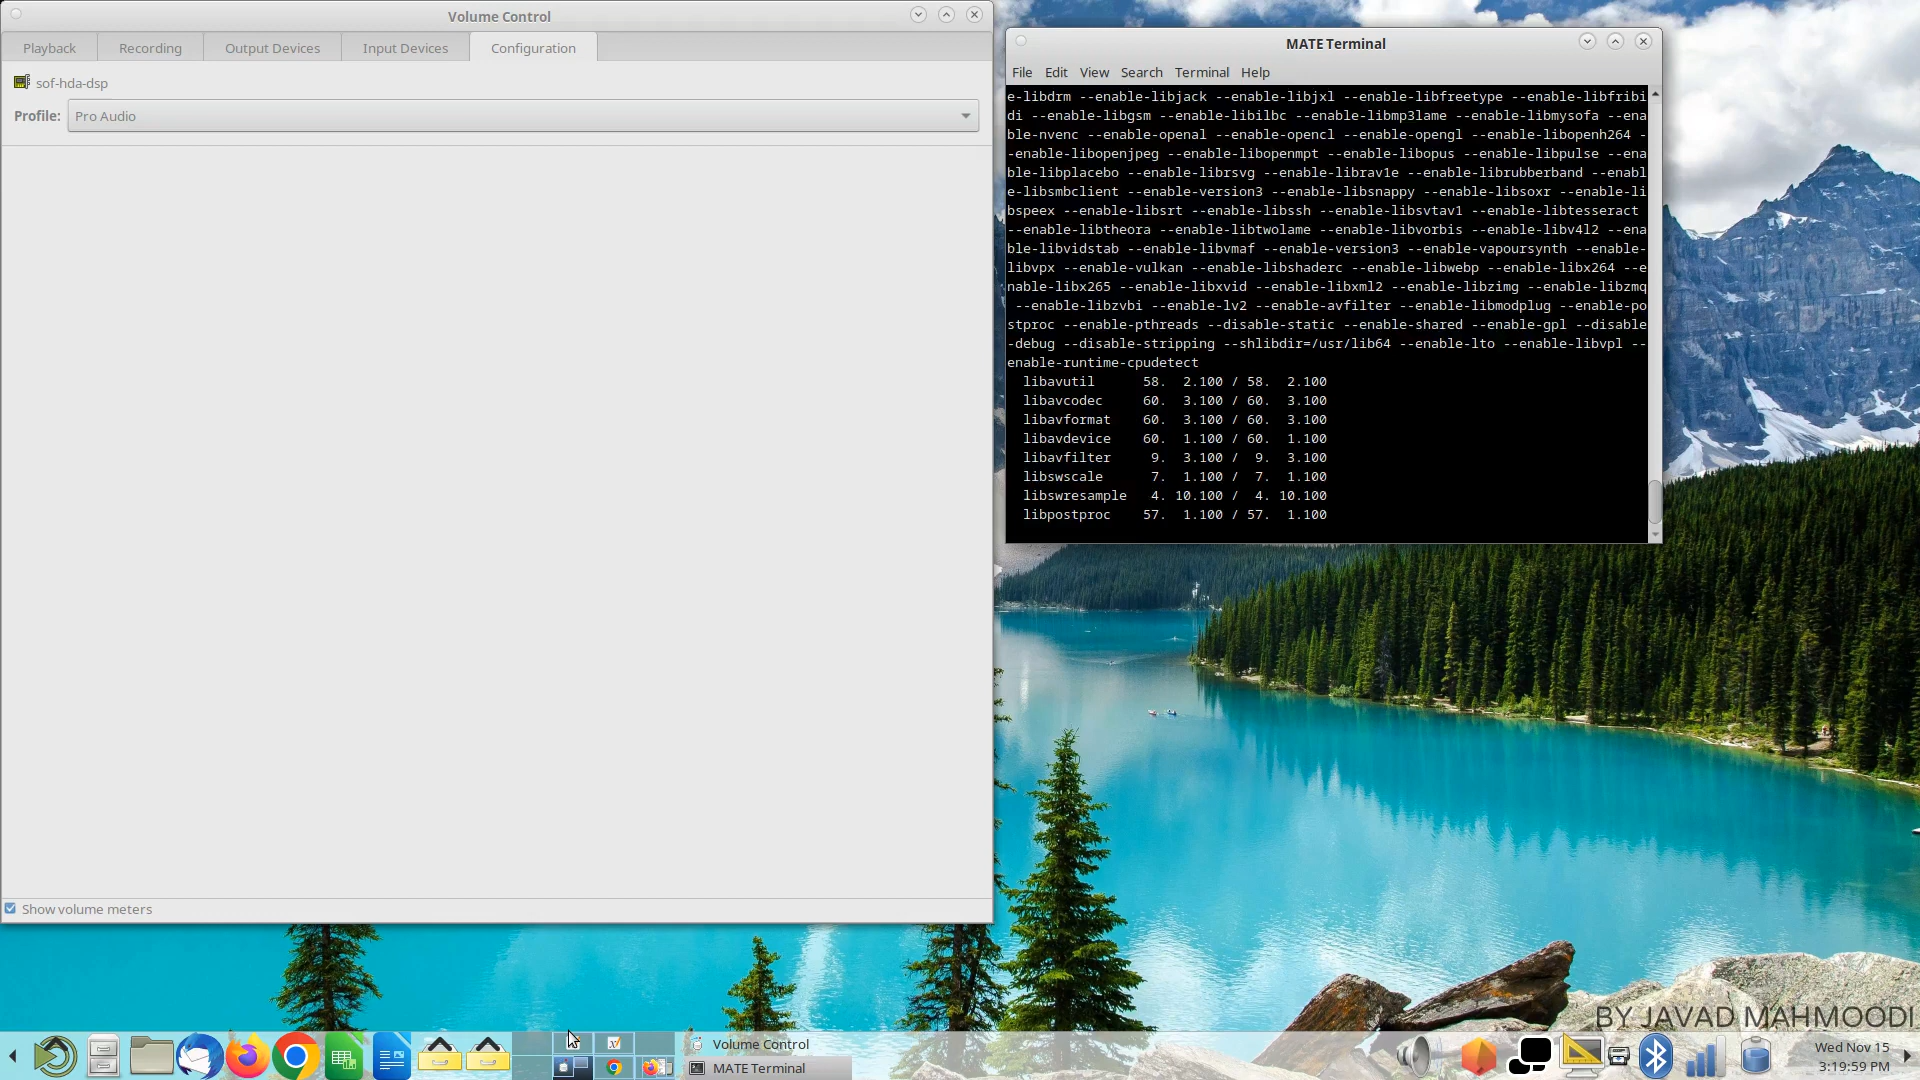 Volume Control
Playback
Recording
Output Devices
Input Devices
Configuration
sof-hda-dsp
Profile:
Pro Audio
Show volume meters
MATE Terminal
File Edit View Search Terminal Help
e-libdrm --enable-libjack --enable-libjxl --enable-libfreetype --enable-libfribi
di --enable-libgsm --enable-libilbc --enable-libmp3lame --enable-libmysofa --ena
ble-nvenc --enable-openal --enable-opencl --enable-opengl --enable-libopenh264 -
-enable-libopenjpeg --enable-libopenmpt --enable-libopus --enable-libpulse --ena
ble-libplacebo --enable-librsvg --enable-librav1e --enable-librubberband --enabl
e-libsmbclient --enable-version3 --enable-libsnappy --enable-libsoxr --enable-li
bspeex --enable-libsrt --enable-libssh --enable-libsvtav1 --enable-libtesseract
--enable-libtheora --enable-libtwolame --enable-libvorbis --enable-libv4l2 --ena
ble-libvidstab --enable-libvmaf --enable-version3 --enable-vapoursynth --enable-
libvpx --enable-vulkan --enable-libshaderc --enable-libwebp --enable-libx264 --e
nable-libx265 --enable-libxvid --enable-libxml2 --enable-libzimg --enable-libzmq
--enable-libzvbi --enable-lv2 --enable-avfilter --enable-libmodplug --enable-po
stproc --enable-pthreads --disable-static --enable-shared --enable-gpl --disable
-debug --disable-stripping --shlibdir=/usr/lib64 --enable-lto --enable-libvpl --
enable-runtime-cpudetect
libavutil 58. 2.100 / 58. 2.100
libavcodec 60. 3.100 / 60. 3.100
libavformat 60. 3.100 / 60. 3.100
libavdevice 60. 1.100 / 60. 1.100
libavfilter 9. 3.100 / 9. 3.100
libswscale 7. 1.100 / 7. 1.100
libswresample 4. 10.100 / 4. 10.100
libpostproc 57. 1.100 / 57. 1.100
BY JAVAD MAHMOODI
Volume Control
MATE Terminal
Wed Nov 15
3:19:59 PM